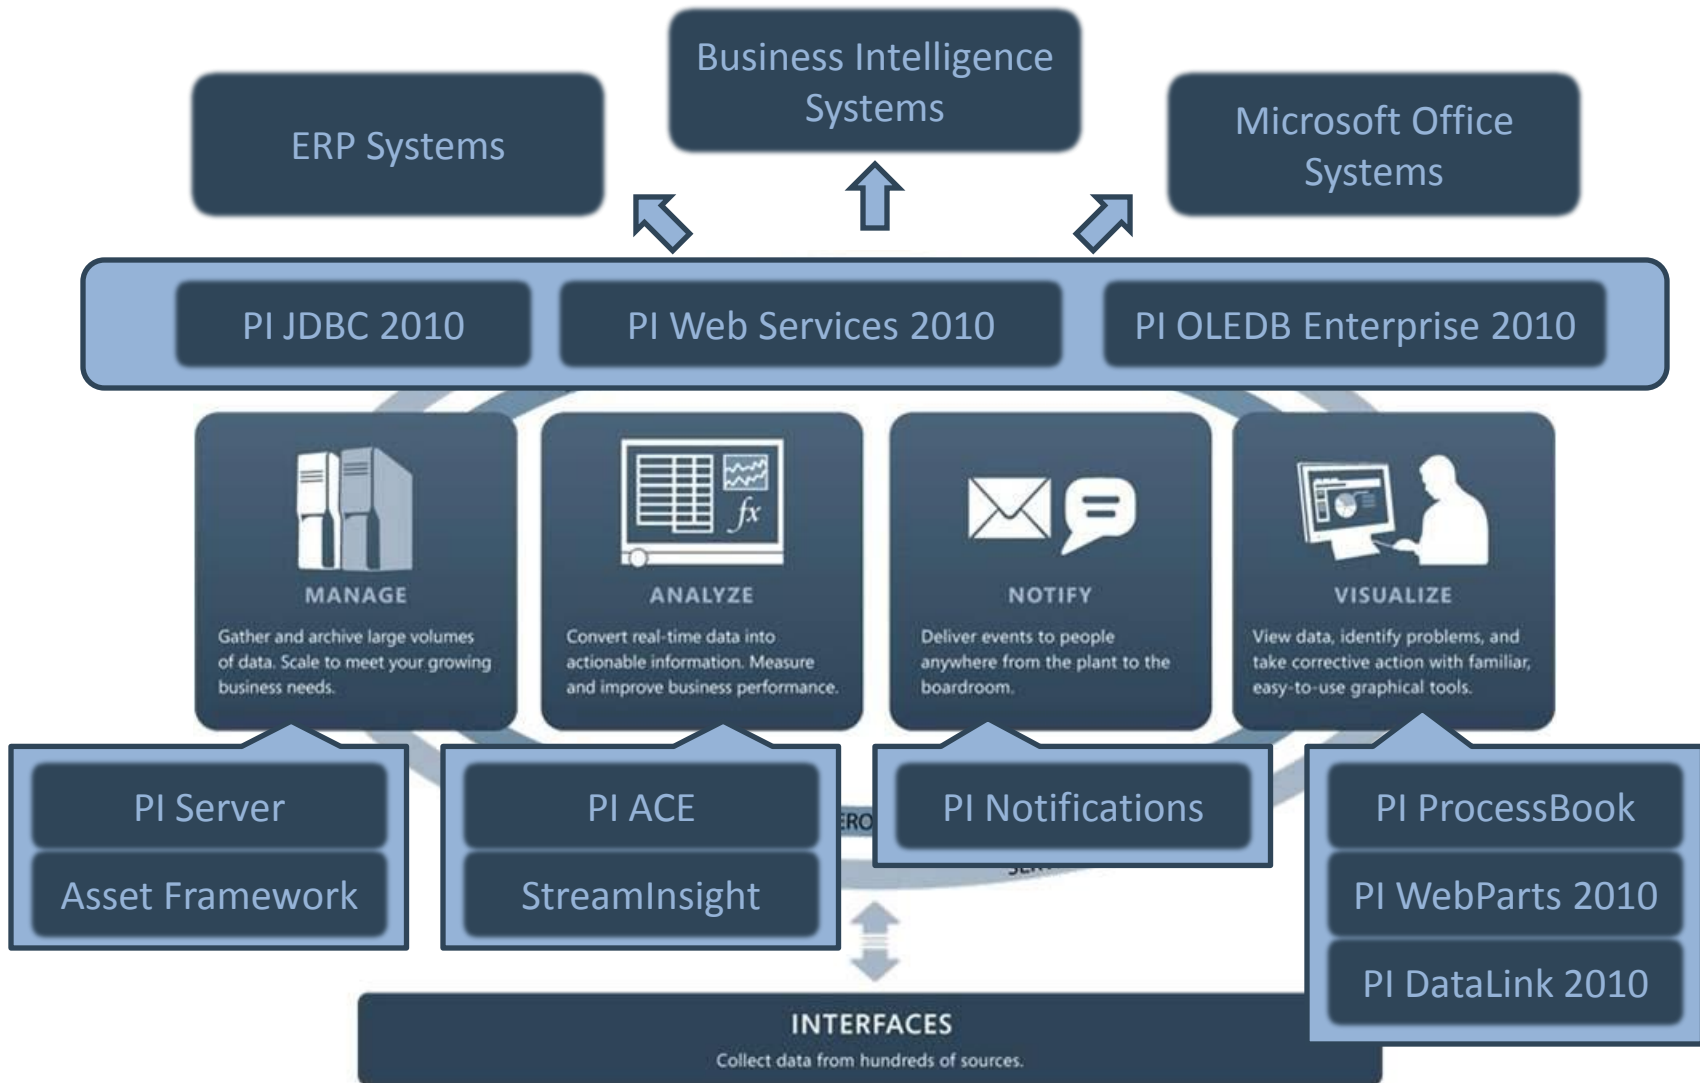 Business Intelligence
Systems
ERP Systems
Microsoft Office
Systems
PI JDBC 2010
PI Web Services 2010
PI OLEDB Enterprise 2010
fx
MANAGE
Gather and archive large volumes
of data. Scale to meet your growing
business needs.
ANALYZE
Convert real-time data into
actionable information. Measure
and improve business performance.
NOTIFY
Deliver events to people
anywhere from the plant to the
boardroom.
VISUALIZE
View data, identify problems, and
take corrective action with familiar,
easy-to-use graphical tools.
PI Server
Asset Framework
PI ACE
StreamInsight
PI Notifications
PI ProcessBook
PI WebParts 2010
PI DataLink 2010
INTERFACES
Collect data from hundreds of sources.